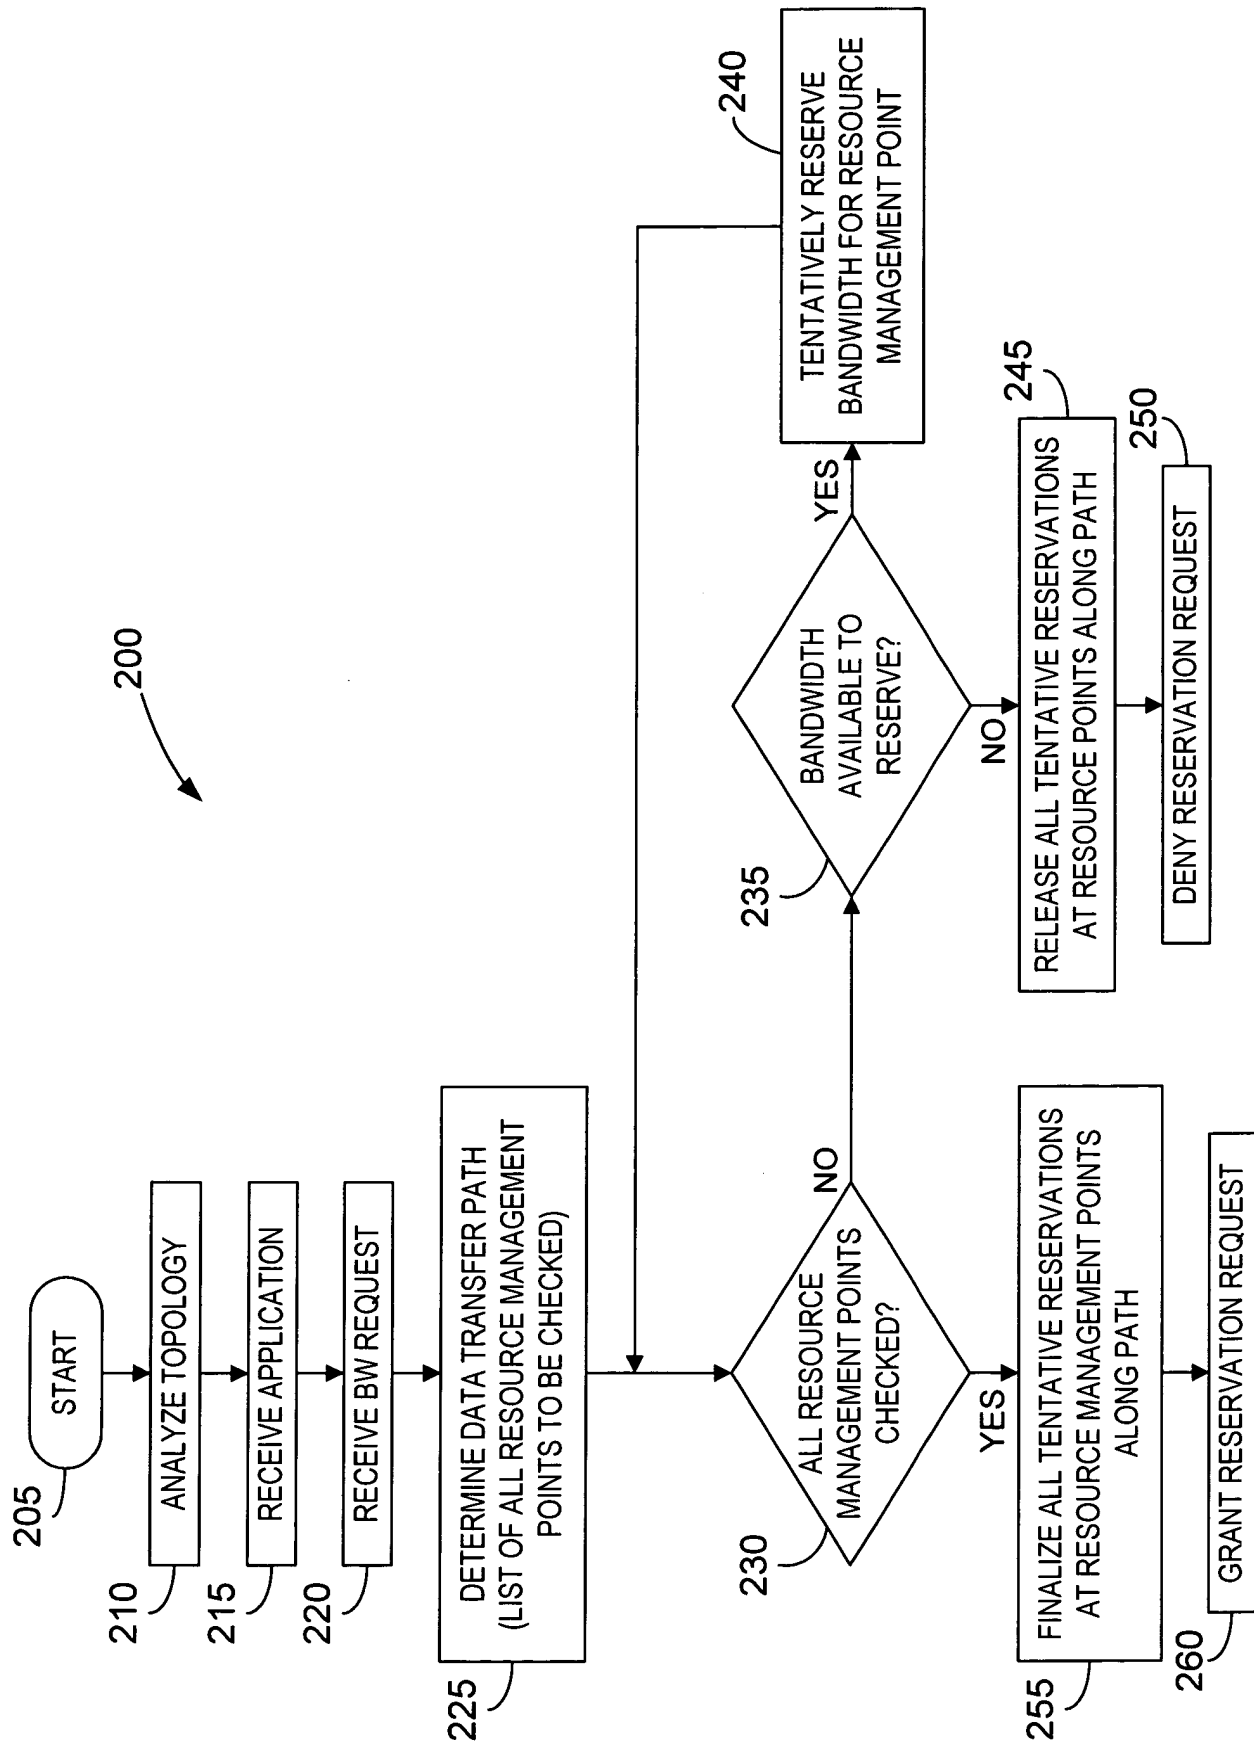 200
205
START
210
ANALYZE TOPOLOGY
215
RECEIVE APPLICATION
220
RECEIVE BW REQUEST
225
DETERMINE DATA TRANSFER PATH
(LIST OF ALL RESOURCE MANAGEMENT
POINTS TO BE CHECKED)
230
ALL RESOURCE
MANAGEMENT POINTS
CHECKED?
NO
YES
235
BANDWIDTH
AVAILABLE TO
RESERVE?
YES
NO
240
TENTATIVELY RESERVE
BANDWIDTH FOR RESOURCE
MANAGEMENT POINT
245
RELEASE ALL TENTATIVE RESERVATIONS
AT RESOURCE POINTS ALONG PATH
250
DENY RESERVATION REQUEST
255
FINALIZE ALL TENTATIVE RESERVATIONS
AT RESOURCE MANAGEMENT POINTS
ALONG PATH
260
GRANT RESERVATION REQUEST